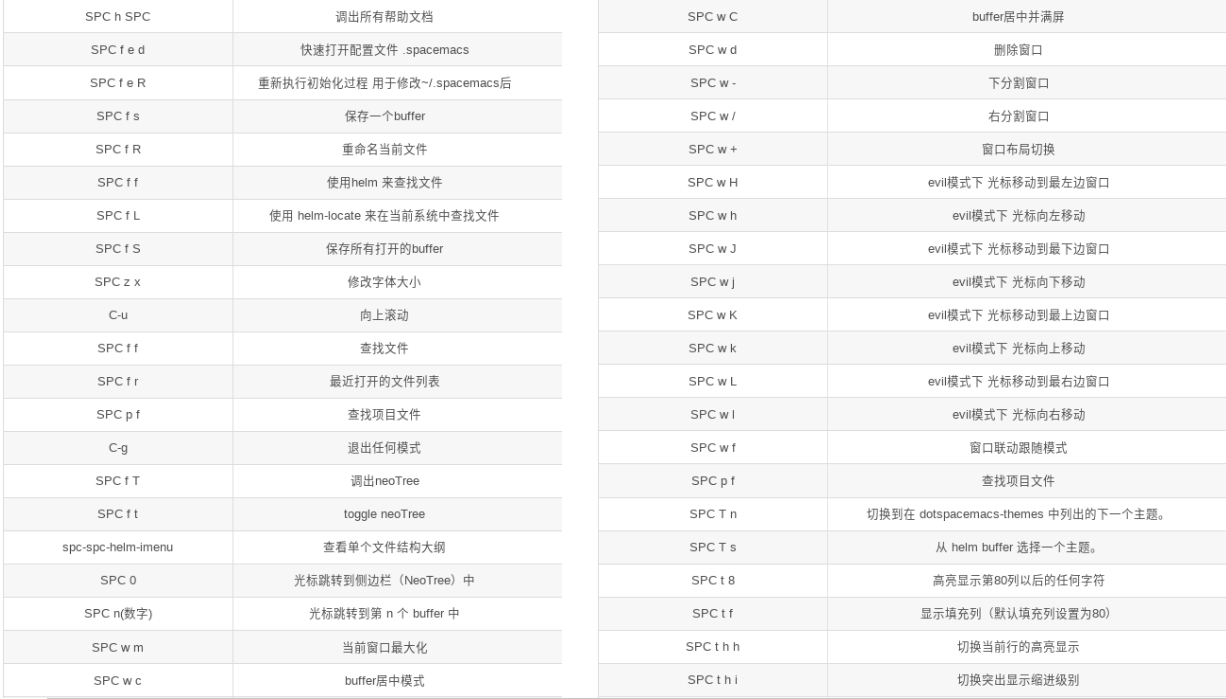 SPC h SPC 调出所有帮助文档
SPC f e d 快速打开配置文件 .spacemacs
SPC f e R 重新执行初始化过程 用于修改~/.spacemacs后
SPC f s 保存一个buffer
SPC f R 重命名当前文件
SPC f f 使用helm 来查找文件
SPC f L 使用 helm-locate 来在当前系统中查找文件
SPC f S 保存所有打开的buffer
SPC z x 修改字体大小
C-u 向上滚动
SPC f f 查找文件
SPC f r 最近打开的文件列表
SPC p f 查找项目文件
C-g 退出任何模式
SPC f T 调出neoTree
SPC f t toggle neoTree
spc-spc-helm-imenu 查看单个文件结构大纲
SPC 0 光标跳转到侧边栏（NeoTree）中
SPC n(数字) 光标跳转到第 n 个 buffer 中
SPC w m 当前窗口最大化
SPC w c buffer居中模式
SPC w C buffer居中并满屏
SPC w d 删除窗口
SPC w - 下分割窗口
SPC w / 右分割窗口
SPC w + 窗口布局切换
SPC w H evil模式下 光标移动到最左边窗口
SPC w h evil模式下 光标向左移动
SPC w J evil模式下 光标移动到最下边窗口
SPC w j evil模式下 光标向下移动
SPC w K evil模式下 光标移动到最上边窗口
SPC w k evil模式下 光标向上移动
SPC w L evil模式下 光标移动到最右边窗口
SPC w l evil模式下 光标向右移动
SPC w f 窗口联动跟随模式
SPC p f 查找项目文件
SPC T n 切换到在 dotspacemacs-themes 中列出的下一个主题。
SPC T s 从 helm buffer 选择一个主题。
SPC t 8 高亮显示第80列以后的任何字符
SPC t f 显示填充列（默认填充列设置为80）
SPC t h h 切换当前行的高亮显示
SPC t h i 切换突出显示缩进级别